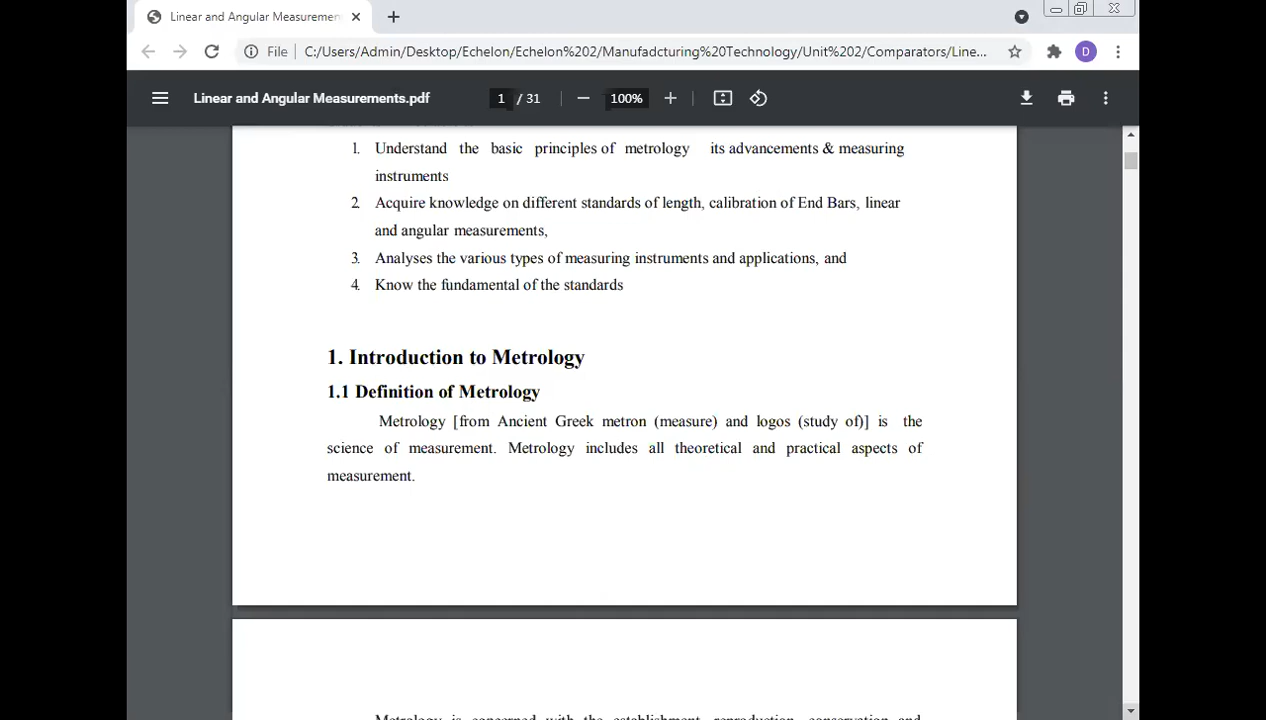 Linear and Angular Measuremen
File C:/Users/Admin/Desktop/Echelon/Echelon%202/Manufadcturing%20Technology/Unit%202/Comparators/Line...
D
Linear and Angular Measurements.pdf 1 / 31 100%
1. Understand the basic principles of metrology its advancements & measuring
instruments
2. Acquire knowledge on different standards of length, calibration of End Bars, linear
and angular measurements,
3. Analyses the various types of measuring instruments and applications, and
4. Know the fundamental of the standards
1. Introduction to Metrology
1.1 Definition of Metrology
Metrology [from Ancient Greek metron (measure) and logos (study of)] is the
science of measurement. Metrology includes all theoretical and practical aspects of
measurement.
Metrology is concerned with the establishment, reproduction, conservation and